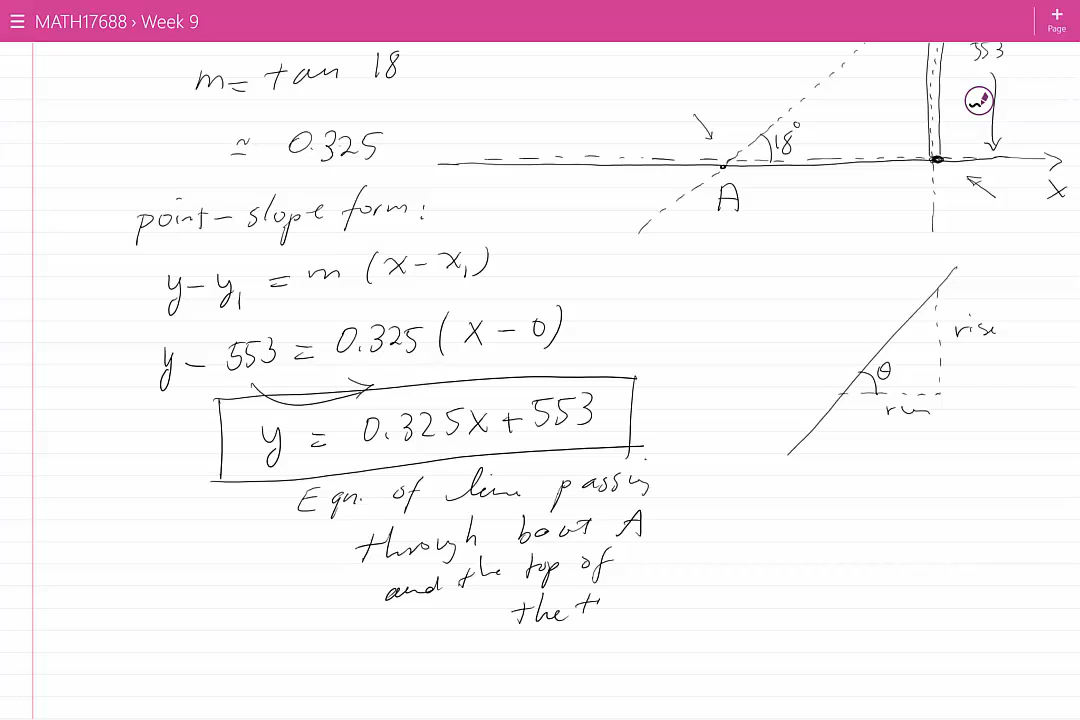 ☰ MATH17688 › Week 9
+
Page
m = tan 18
≃ 0.325
point-slope form:
y - y₁ = m (x - x₁)
y - 553 = 0.325 (x - 0)
y = 0.325x + 553
Eqn. of line passing
through boat A
and the top of
the t
553
18°
A
X
rise
θ
run